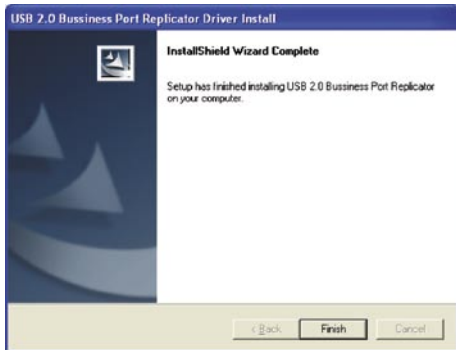 USB 2.0 Bussiness Port Replicator Driver Install
InstallShield Wizard Complete
Setup has finished installing USB 2.0 Bussiness Port Replicator
on your computer.
< Back
Finish
Cancel